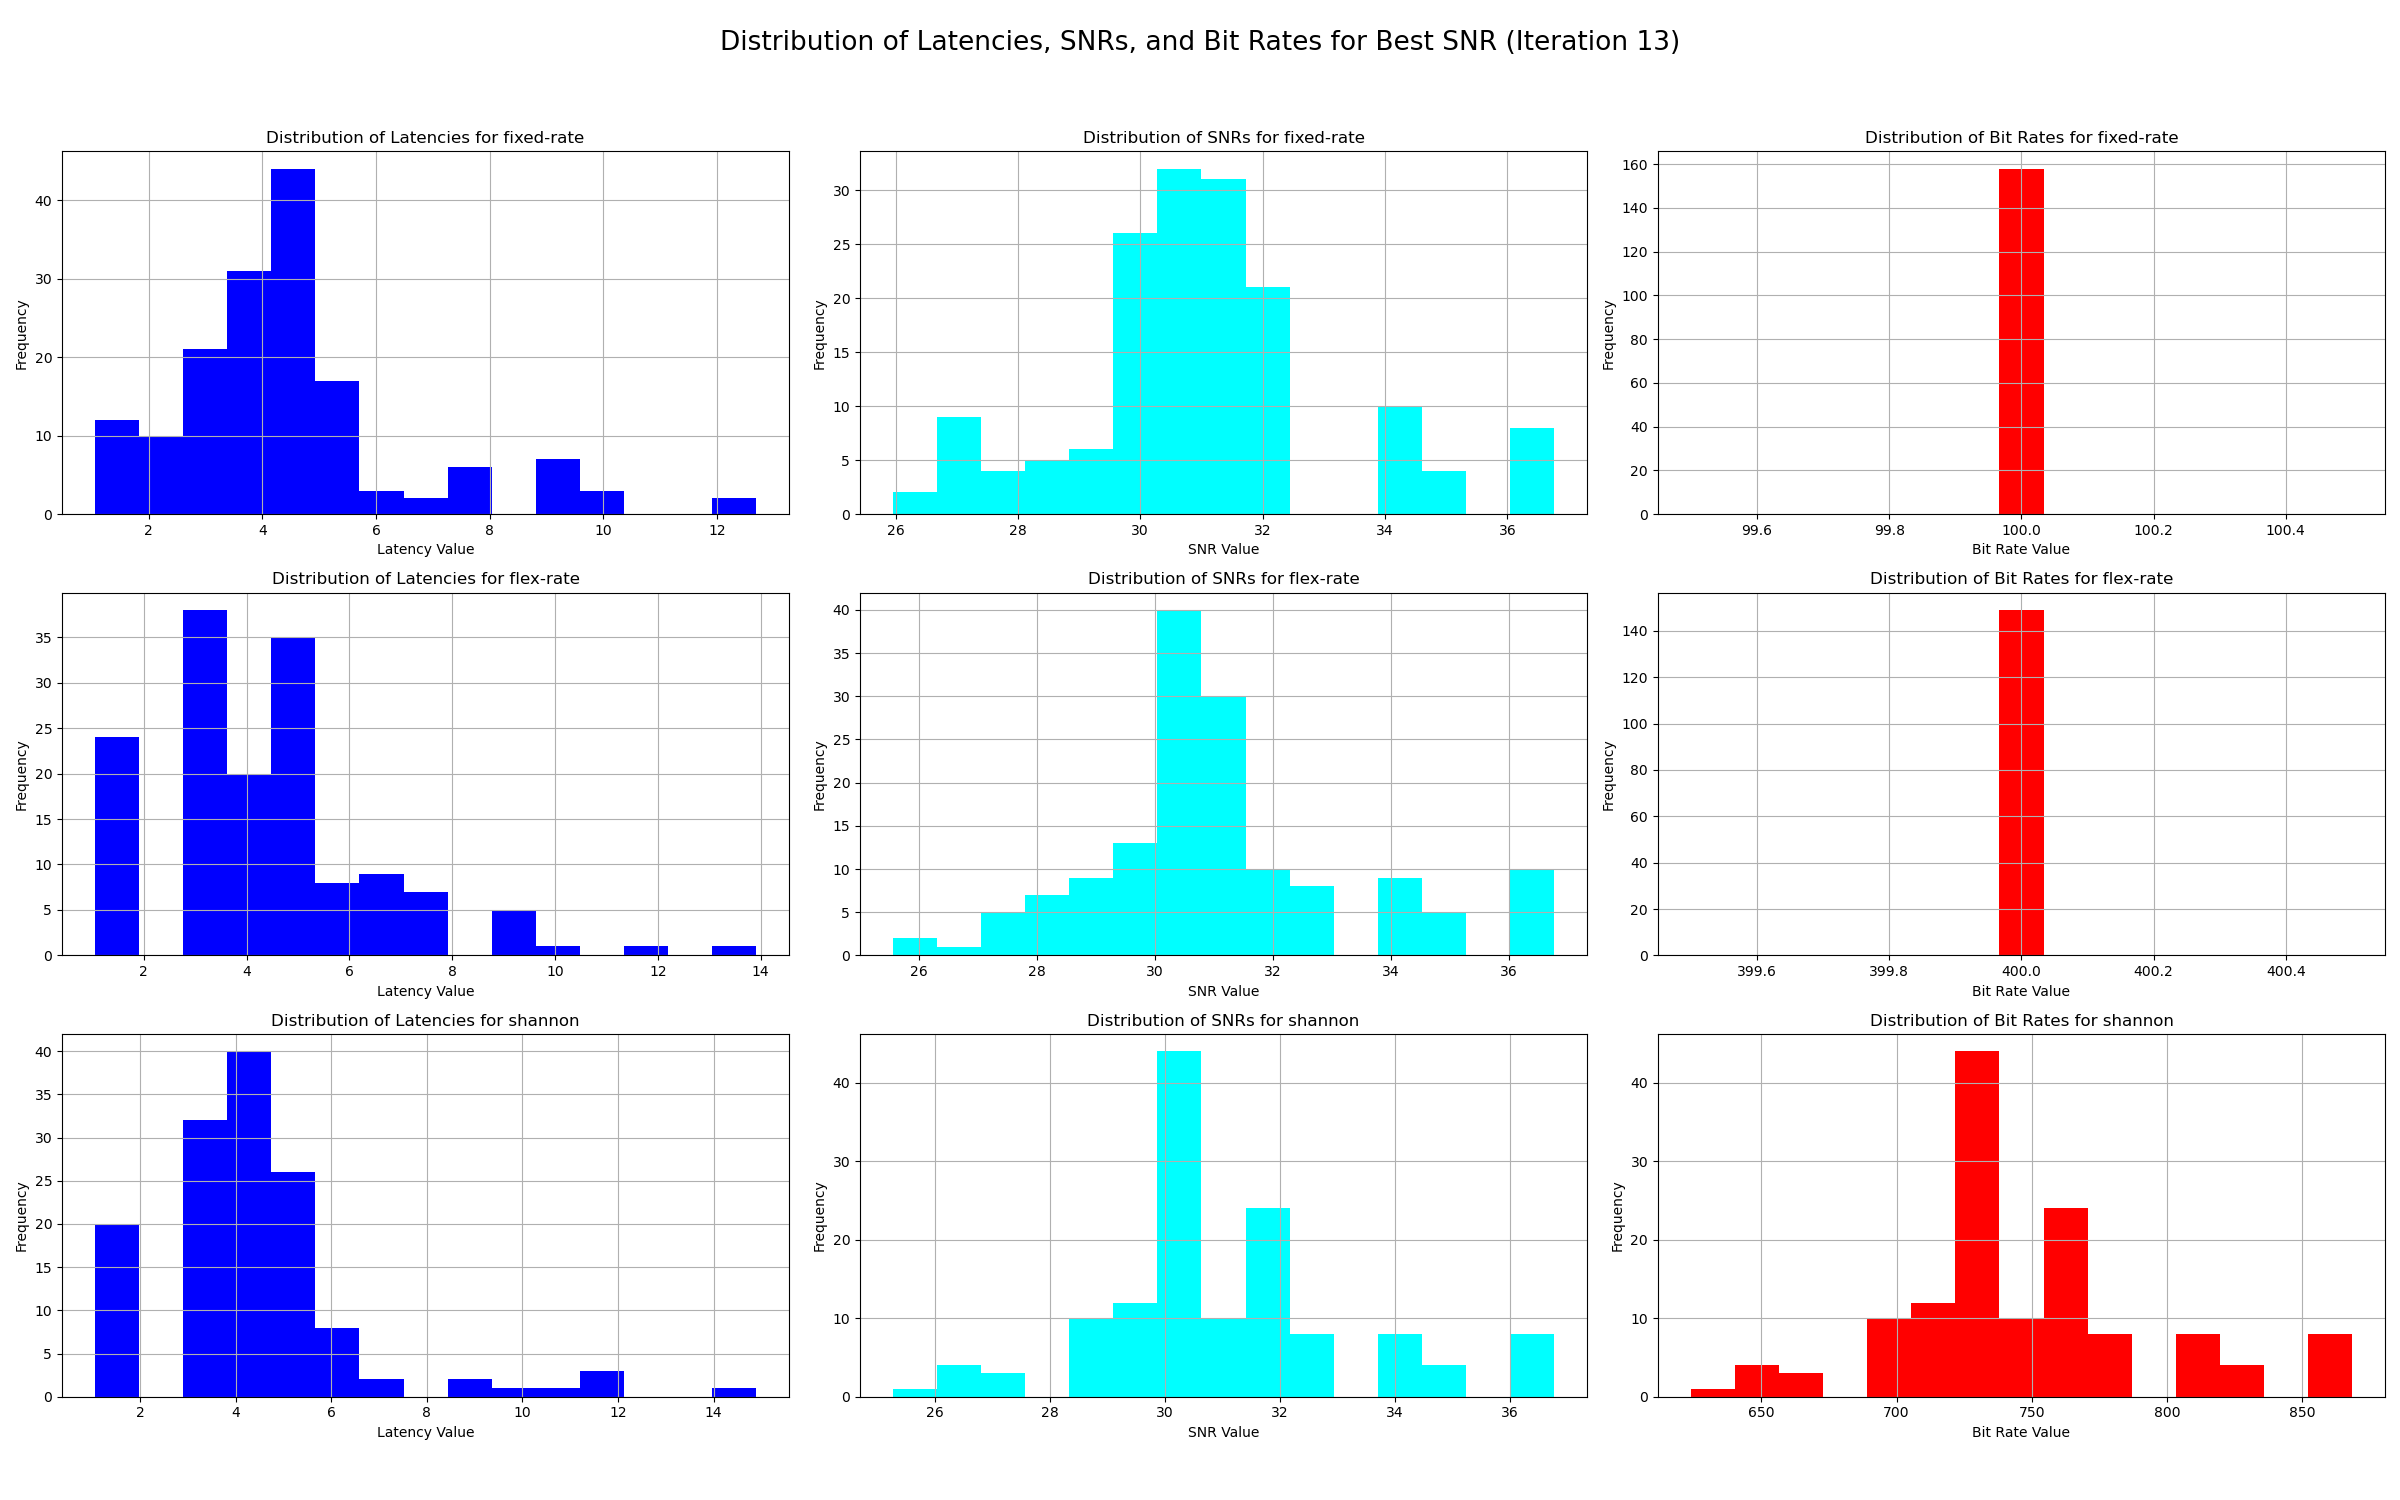 Distribution of Latencies, SNRs, and Bit Rates for Best SNR (Iteration 13)
Distribution of Latencies for fixed-rate
Frequency
40
30
20
10
0
2 4 6 8 10 12
Latency Value
Distribution of SNRs for fixed-rate
Frequency
30
25
20
15
10
5
0
26 28 30 32 34 36
SNR Value
Distribution of Bit Rates for fixed-rate
Frequency
160
140
120
100
80
60
40
20
0
99.6 99.8 100.0 100.2 100.4
Bit Rate Value
Distribution of Latencies for flex-rate
Frequency
35
30
25
20
15
10
5
0
2 4 6 8 10 12 14
Latency Value
Distribution of SNRs for flex-rate
Frequency
40
35
30
25
20
15
10
5
0
26 28 30 32 34 36
SNR Value
Distribution of Bit Rates for flex-rate
Frequency
140
120
100
80
60
40
20
0
399.6 399.8 400.0 400.2 400.4
Bit Rate Value
Distribution of Latencies for shannon
Frequency
40
35
30
25
20
15
10
5
0
2 4 6 8 10 12 14
Latency Value
Distribution of SNRs for shannon
Frequency
40
30
20
10
0
26 28 30 32 34 36
SNR Value
Distribution of Bit Rates for shannon
Frequency
40
30
20
10
0
650 700 750 800 850
Bit Rate Value